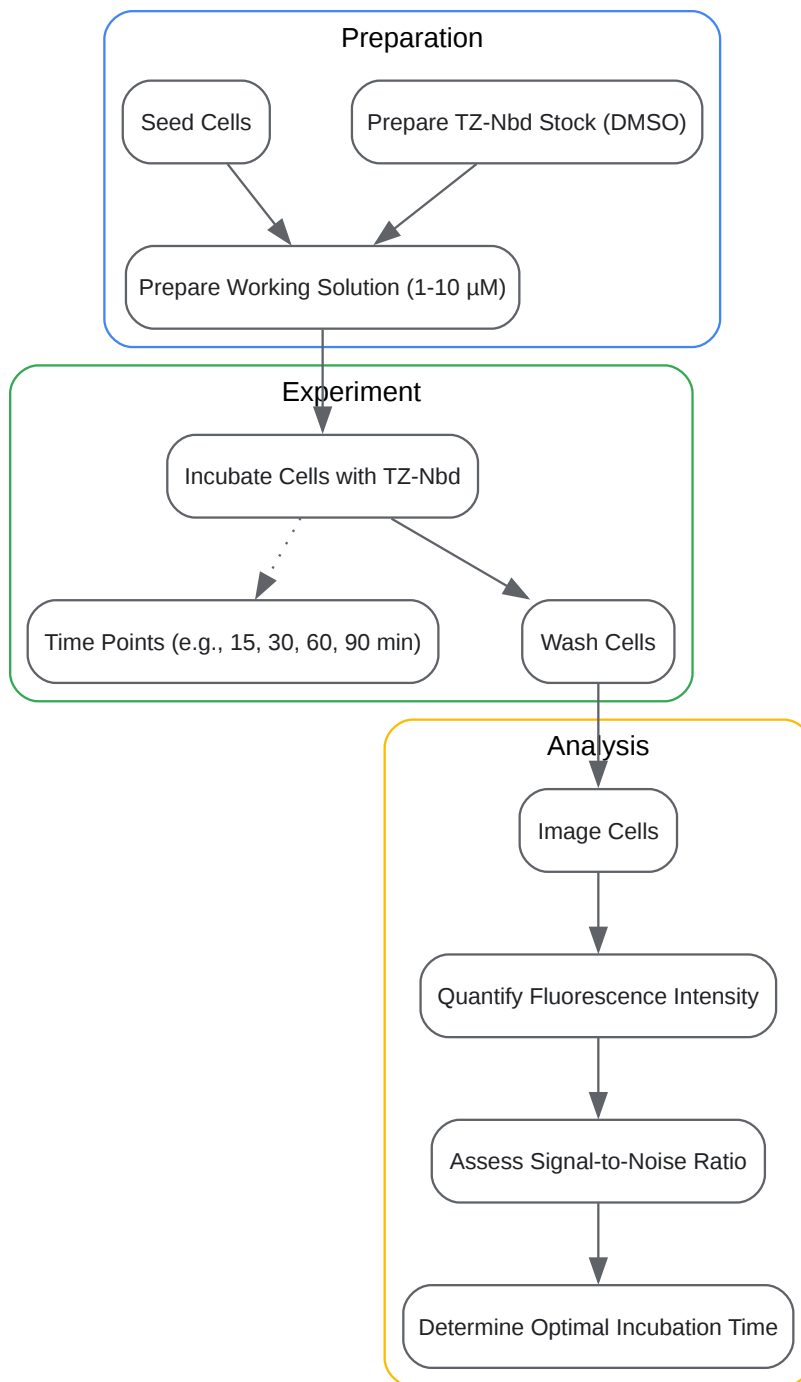 Preparation
Seed Cells
Prepare TZ-Nbd Stock (DMSO)
Prepare Working Solution (1-10 µM)
Experiment
Incubate Cells with TZ-Nbd
Time Points (e.g., 15, 30, 60, 90 min)
Wash Cells
Analysis
Image Cells
Quantify Fluorescence Intensity
Assess Signal-to-Noise Ratio
Determine Optimal Incubation Time